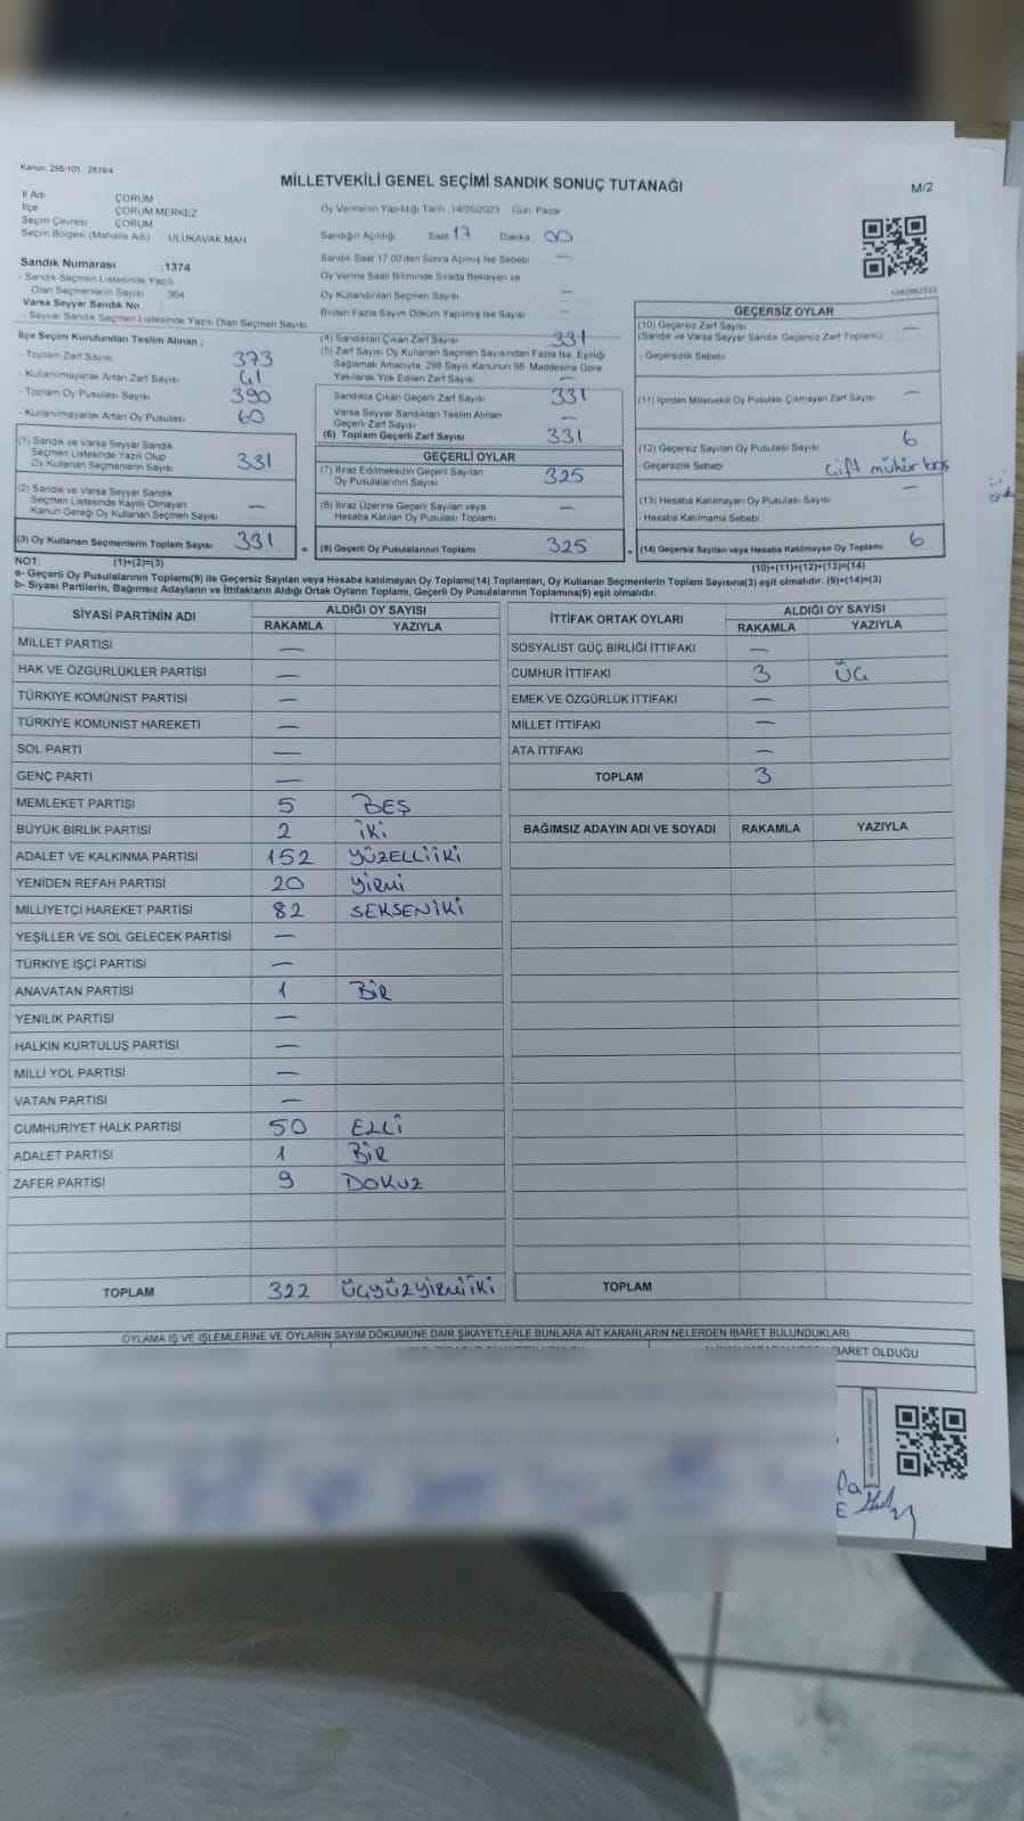 Kanun: 298/105 : 2839/4
MİLLETVEKİLİ GENEL SEÇİMİ SANDIK SONUÇ TUTANAĞI
M/2
İl Adı ÇORUM
İlçe ÇORUM MERKEZ
Seçim Çevresi ÇORUM
Seçim Bölgesi (Mahalle Adı) ULUKAVAK MAH
Oy Vermenin Yapıldığı Tarih :14/05/2023 Gün: Pazar
Sandığın Açıldığı Saat 17 Dakika 00
Sandık Saat 17.00'den Sonra Açılmış İse Sebebi —
Oy Verme Saati Bitiminde Sırada Bekleyen ve
Oy Kullandırılan Seçmen Sayısı —
Birden Fazla Sayım Döküm Yapılmış İse Sayısı —
Sandık Numarası :1374
- Sandık Seçmen Listesinde Yazılı
Olan Seçmenlerin Sayısı 364
Varsa Seyyar Sandık No
- Seyyar Sandık Seçmen Listesinde Yazılı Olan Seçmen Sayısı
İlçe Seçim Kurulundan Teslim Alınan ;
- Toplam Zarf Sayısı 373
- Kullanılmayarak Artan Zarf Sayısı 41
- Toplam Oy Pusulası Sayısı 390
- Kullanılmayarak Artan Oy Pusulası 60
(1) Sandık ve Varsa Seyyar Sandık
Seçmen Listesinde Yazılı Olup
Oy Kullanan Seçmenlerin Sayısı 331
(2) Sandık ve Varsa Seyyar Sandık
Seçmen Listesinde Kayıtlı Olmayan
Kanun Gereği Oy Kullanan Seçmen Sayısı —
(3) Oy Kullanan Seçmenlerin Toplam Sayısı 331
(1)+(2)=(3)
(4) Sandıktan Çıkan Zarf Sayısı 331
(5) Zarf Sayısı Oy Kullanan Seçmen Sayısından Fazla İse, Eşitliği
Sağlamak Amacıyla, 298 Sayılı Kanunun 98. Maddesine Göre
Yakılarak Yok Edilen Zarf Sayısı —
Sandıkta Çıkan Geçerli Zarf Sayısı 331
Varsa Seyyar Sandıktan Teslim Alınan
Geçerli Zarf Sayısı —
(6) Toplam Geçerli Zarf Sayısı 331
GEÇERLİ OYLAR
(7) İtiraz Edilmeksizin Geçerli Sayılan
Oy Pusulalarının Sayısı 325
(8) İtiraz Üzerine Geçerli Sayılan veya
Hesaba Katılan Oy Pusulası Toplamı —
= (9) Geçerli Oy Pusulalarının Toplamı 325
GEÇERSİZ OYLAR
(10) Geçersiz Zarf Sayısı —
(Sandık ve Varsa Seyyar Sandık Geçersiz Zarf Toplamı)
- Geçersizlik Sebebi
(11) İçinden Milletvekili Oy Pusulası Çıkmayan Zarf Sayısı —
(12) Geçersiz Sayılan Oy Pusulası Sayısı 6
- Geçersizlik Sebebi çift mühür
(13) Hesaba Katılmayan Oy Pusulası Sayısı —
- Hesaba Katılmama Sebebi
+ (14) Geçersiz Sayılan veya Hesaba Katılmayan Oy Toplamı 6
(10)+(11)+(12)+(13)=(14)
NOT:
a- Geçerli Oy Pusulalarının Toplamı(9) ile Geçersiz Sayılan veya Hesaba katılmayan Oy Toplamı(14) Toplamları, Oy Kullanan Seçmenlerin Toplam Sayısına(3) eşit olmalıdır. (9)+(14)=(3)
b- Siyasi Partilerin, Bağımsız Adayların ve İttifakların Aldığı Ortak Oyların Toplamı, Geçerli Oy Pusulalarının Toplamına(9) eşit olmalıdır.
SİYASİ PARTİNİN ADI ALDIĞI OY SAYISI
RAKAMLA YAZIYLA
MİLLET PARTİSİ —
HAK VE ÖZGÜRLÜKLER PARTİSİ —
TÜRKİYE KOMÜNİST PARTİSİ —
TÜRKİYE KOMÜNİST HAREKETİ —
SOL PARTİ —
GENÇ PARTİ —
MEMLEKET PARTİSİ 5 BEŞ
BÜYÜK BİRLİK PARTİSİ 2 İKİ
ADALET VE KALKINMA PARTİSİ 152 YÜZELLİİKİ
YENİDEN REFAH PARTİSİ 20 YİRMİ
MİLLİYETÇİ HAREKET PARTİSİ 82 SEKSENİKİ
YEŞİLLER VE SOL GELECEK PARTİSİ —
TÜRKİYE İŞÇİ PARTİSİ —
ANAVATAN PARTİSİ 1 BİR
YENİLİK PARTİSİ —
HALKIN KURTULUŞ PARTİSİ —
MİLLİ YOL PARTİSİ —
VATAN PARTİSİ —
CUMHURİYET HALK PARTİSİ 50 ELLİ
ADALET PARTİSİ 1 BİR
ZAFER PARTİSİ 9 DOKUZ
TOPLAM 322 ÜÇYÜZYİRMİİKİ
İTTİFAK ORTAK OYLARI ALDIĞI OY SAYISI
RAKAMLA YAZIYLA
SOSYALİST GÜÇ BİRLİĞİ İTTİFAKI —
CUMHUR İTTİFAKI 3 ÜÇ
EMEK VE ÖZGÜRLÜK İTTİFAKI —
MİLLET İTTİFAKI —
ATA İTTİFAKI —
TOPLAM 3
BAĞIMSIZ ADAYIN ADI VE SOYADI RAKAMLA YAZIYLA
TOPLAM
OYLAMA İŞ VE İŞLEMLERİNE VE OYLARIN SAYIM DÖKÜMÜNE DAİR ŞİKAYETLERLE BUNLARA AİT KARARLARIN NELERDEN İBARET BULUNDUKLARI
İBARET OLDUĞU